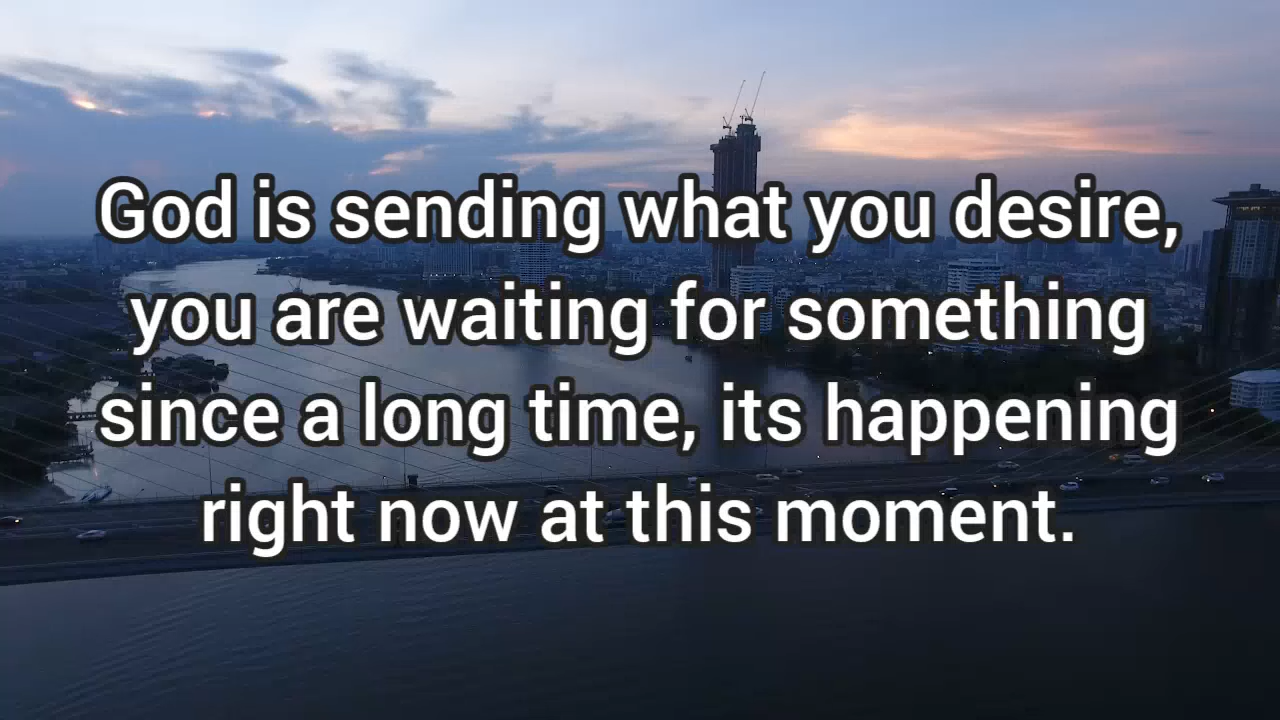 God is sending what you desire,
you are waiting for something
since a long time, its happening
right now at this moment.